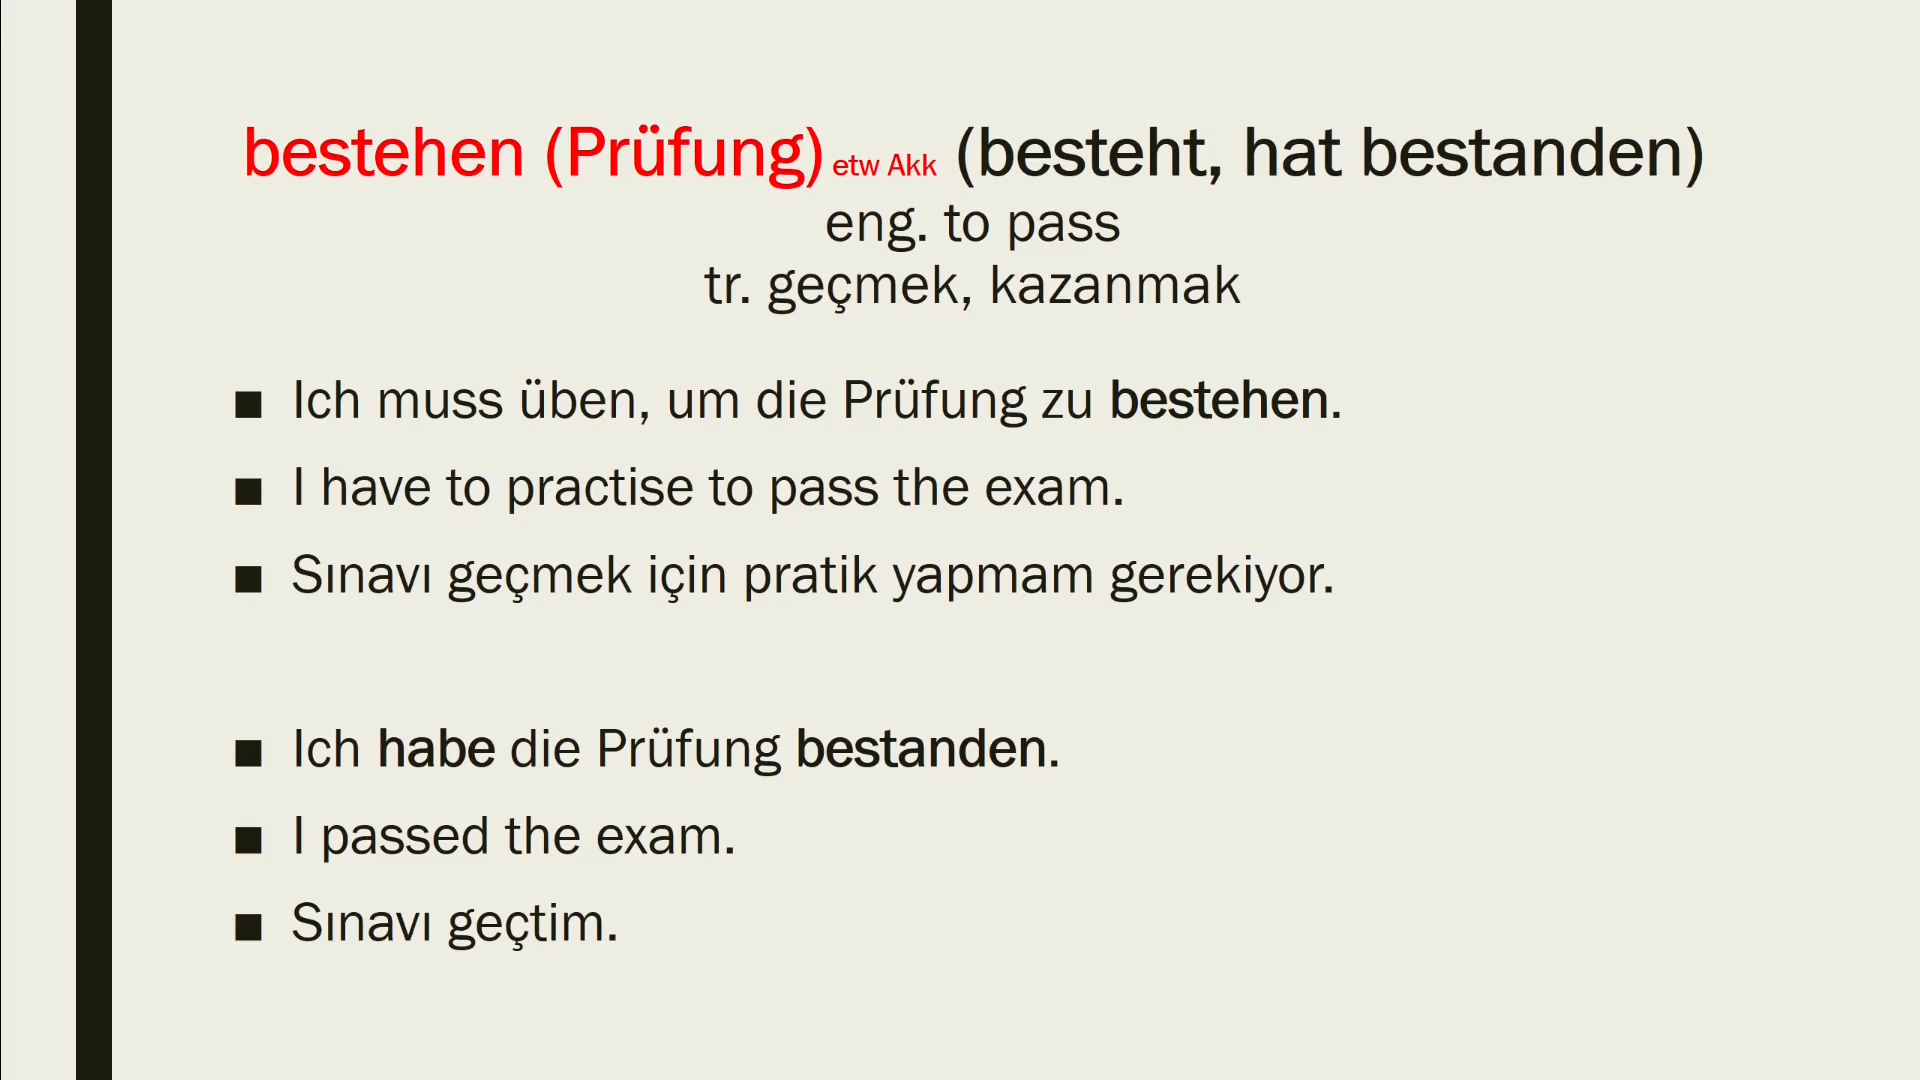 bestehen (Prüfung) etw Akk (besteht, hat bestanden)
eng. to pass
tr. geçmek, kazanmak
■ Ich muss üben, um die Prüfung zu bestehen.
■ I have to practise to pass the exam.
■ Sınavı geçmek için pratik yapmam gerekiyor.
■ Ich habe die Prüfung bestanden.
■ I passed the exam.
■ Sınavı geçtim.